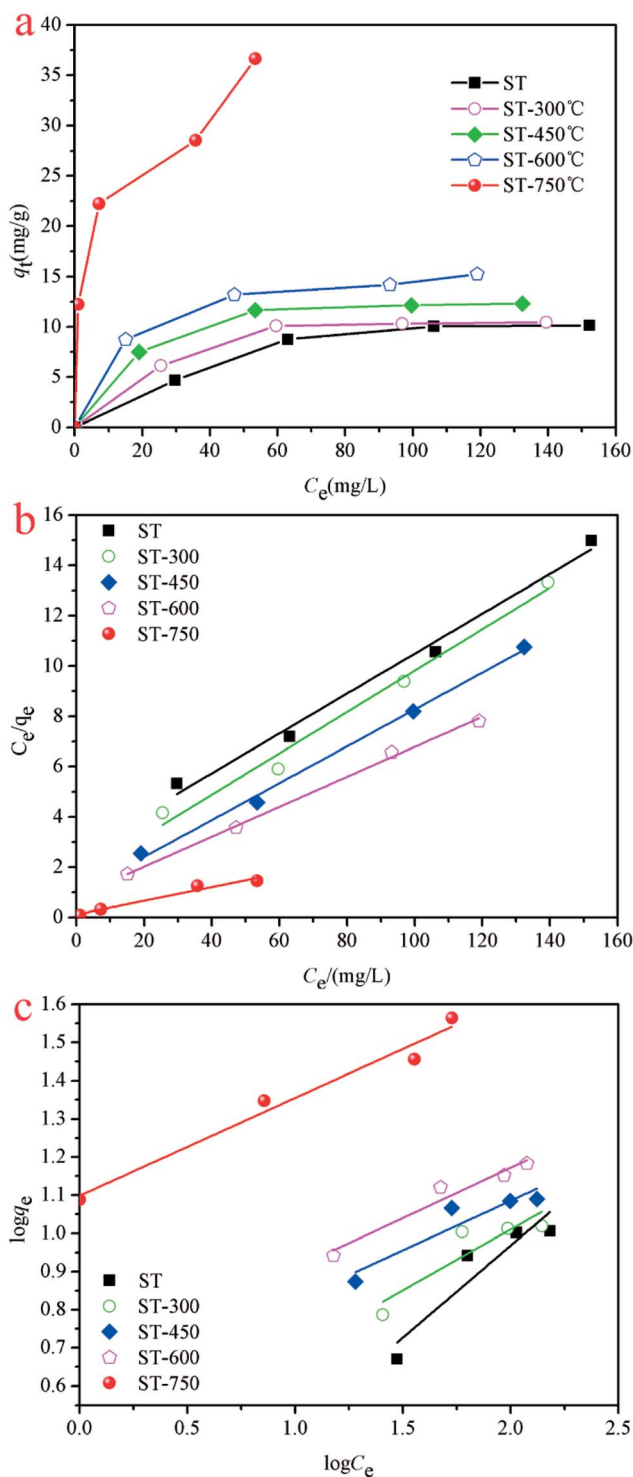 a
40
35
30
25
20
15
10
5
0
qt(mg/g)
ST
ST-300℃
ST-450℃
ST-600℃
ST-750℃
0 20 40 60 80 100 120 140 160
Ce(mg/L)
b
16
14
12
10
8
6
4
2
0
Ce/qe
ST
ST-300
ST-450
ST-600
ST-750
0 20 40 60 80 100 120 140 160
Ce/(mg/L)
c
1.6
1.5
1.4
1.3
1.2
1.1
1.0
0.9
0.8
0.7
0.6
logqe
ST
ST-300
ST-450
ST-600
ST-750
0.0 0.5 1.0 1.5 2.0 2.5
logCe